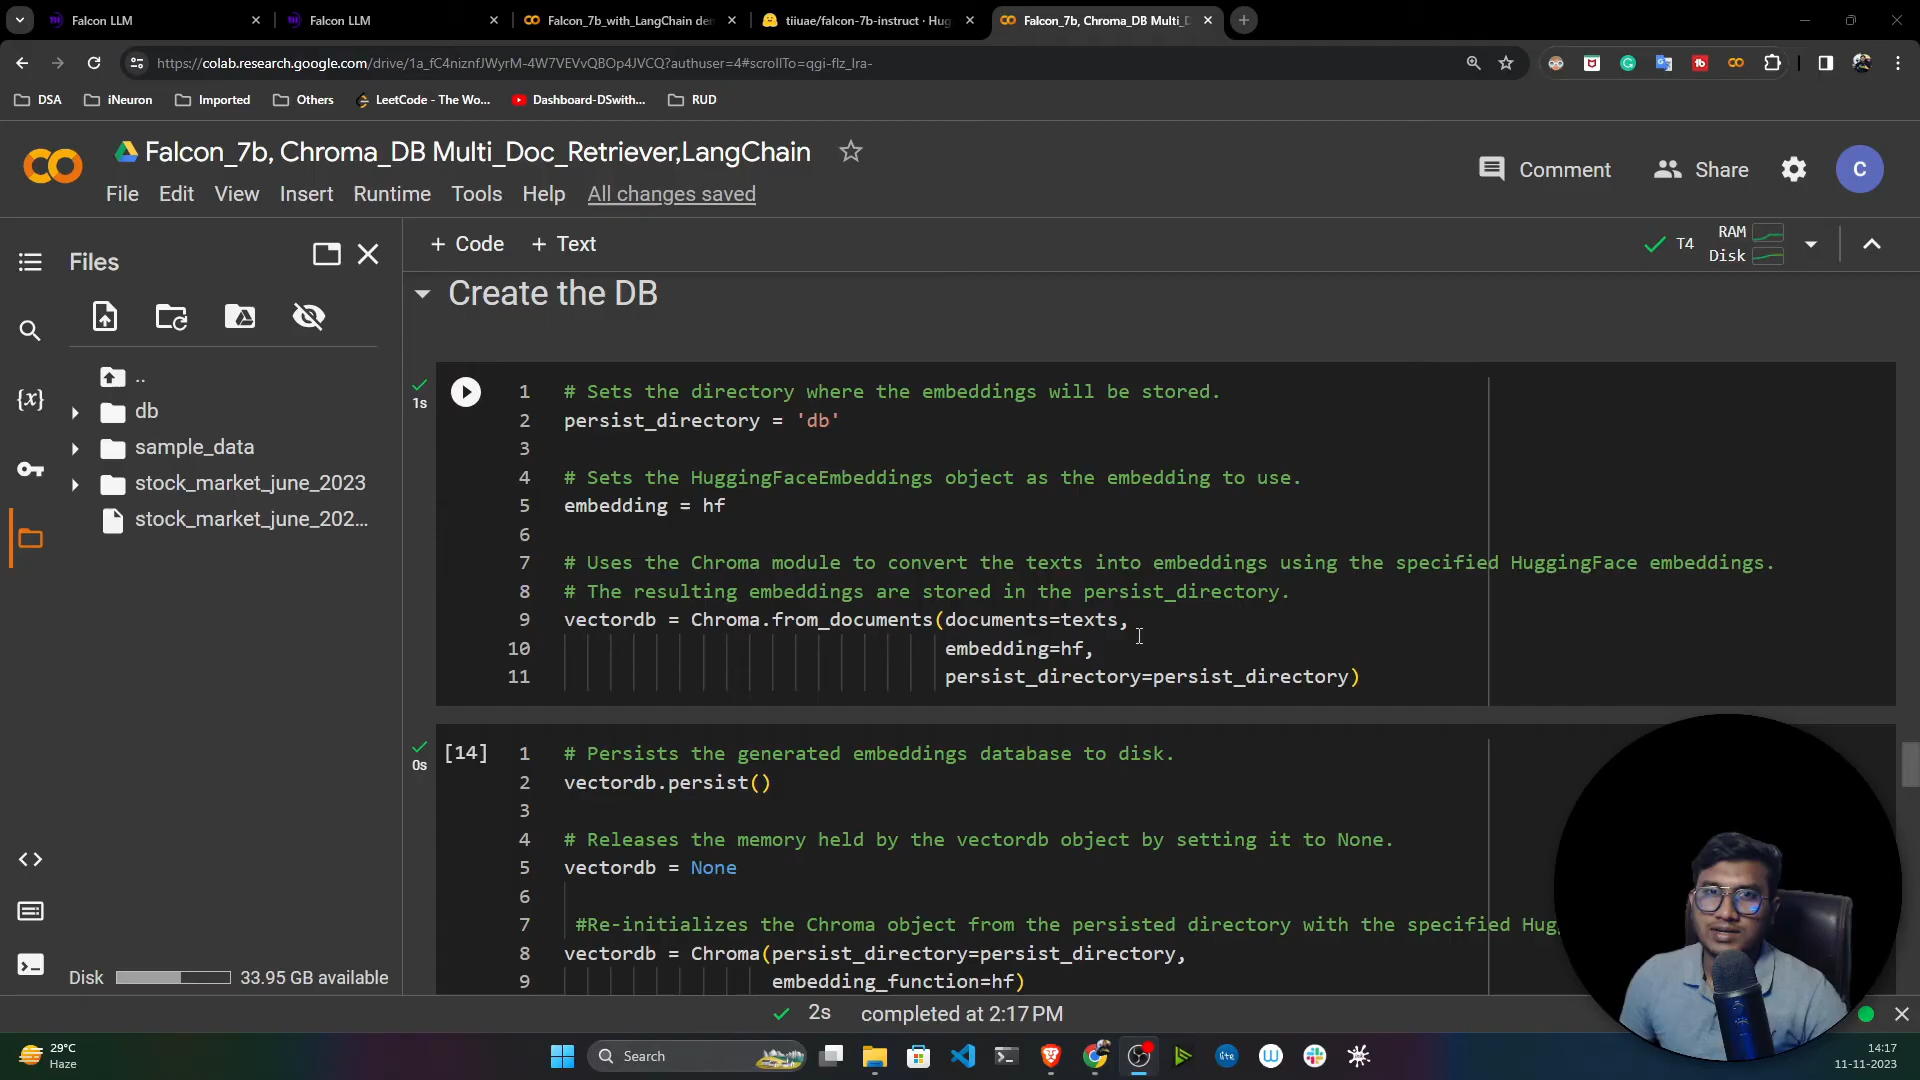 Falcon LLM
Falcon LLM
Falcon_7b_with_LangChain den
tiiuae/falcon-7b-instruct · Hug
Falcon_7b, Chroma_DB Multi_D
https://colab.research.google.com/drive/1a_fC4niznfJWyrM-4W7VEVvQBOp4JVCQ?authuser=4#scrollTo=qgi-flz_lra-
DSA
iNeuron
Imported
Others
LeetCode - The Wo...
Dashboard-DSwith...
RUD
Falcon_7b, Chroma_DB Multi_Doc_Retriever,LangChain
Comment
Share
C
File Edit View Insert Runtime Tools Help All changes saved
Files
+ Code + Text
T4
RAM
Disk
..
db
sample_data
stock_market_june_2023
stock_market_june_202...
{x}
Disk 33.95 GB available
Create the DB
1s
1 # Sets the directory where the embeddings will be stored.
2 persist_directory = 'db'
3
4 # Sets the HuggingFaceEmbeddings object as the embedding to use.
5 embedding = hf
6
7 # Uses the Chroma module to convert the texts into embeddings using the specified HuggingFace embeddings.
8 # The resulting embeddings are stored in the persist_directory.
9 vectordb = Chroma.from_documents(documents=texts,
10 embedding=hf,
11 persist_directory=persist_directory)
0s
[14]
1 # Persists the generated embeddings database to disk.
2 vectordb.persist()
3
4 # Releases the memory held by the vectordb object by setting it to None.
5 vectordb = None
6
7 #Re-initializes the Chroma object from the persisted directory with the specified Hugg
8 vectordb = Chroma(persist_directory=persist_directory,
9 embedding_function=hf)
2s completed at 2:17 PM
29°C
Haze
Search
14:17
11-11-2023